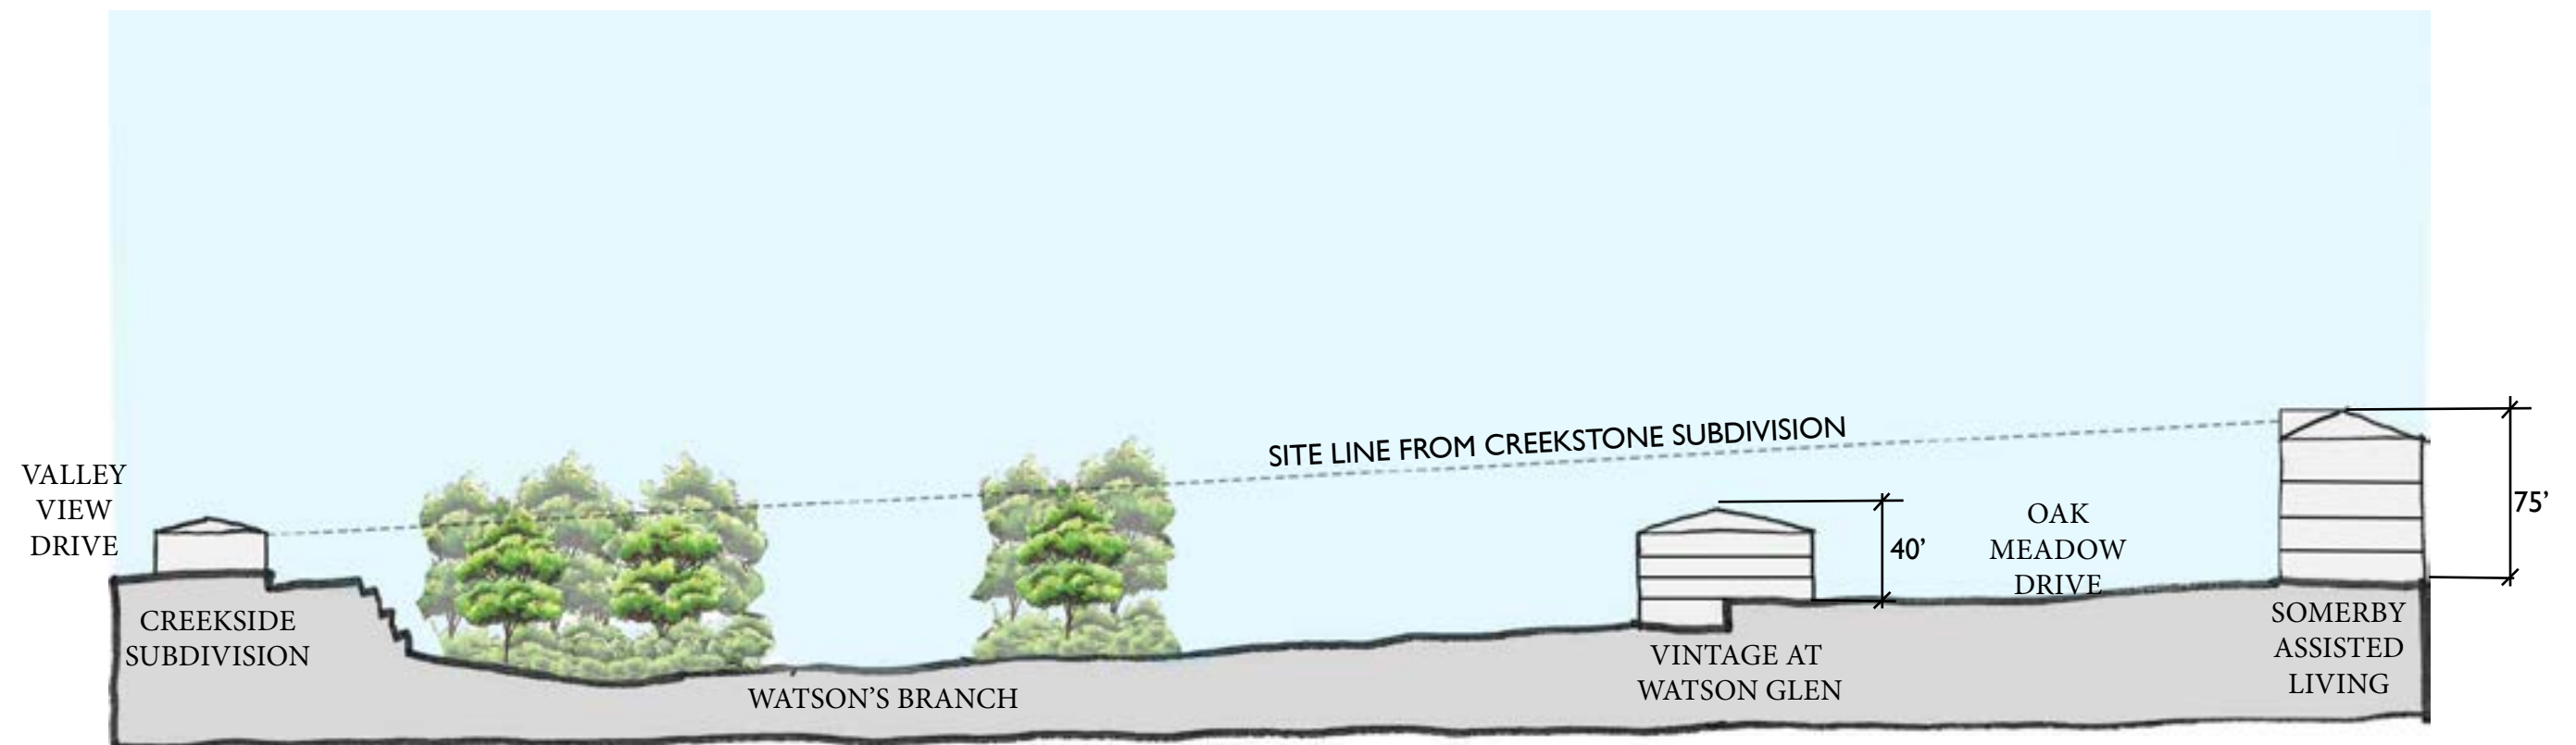 SITE LINE FROM CREEKSTONE SUBDIVISION
VALLEY
VIEW
DRIVE
CREEKSIDE
SUBDIVISION
WATSON’S BRANCH
40’
VINTAGE AT
WATSON GLEN
OAK
MEADOW
DRIVE
75’
SOMERBY
ASSISTED
LIVING